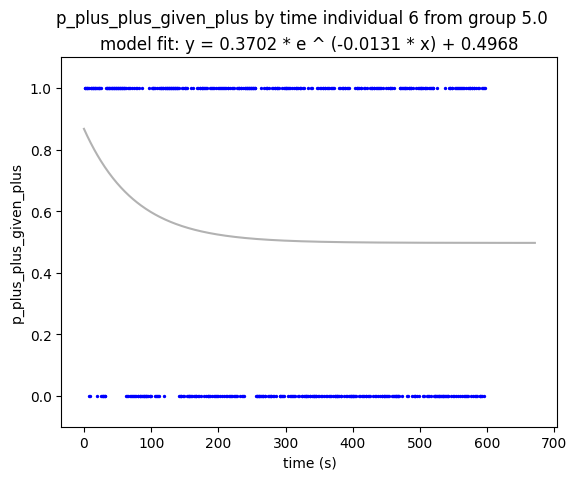 p_plus_plus_given_plus by time individual 6 from group 5.0
model fit: y = 0.3702 * e ^ (-0.0131 * x) + 0.4968
p_plus_plus_given_plus
1.0
0.8
0.6
0.4
0.2
0.0
0 100 200 300 400 500 600 700
time (s)